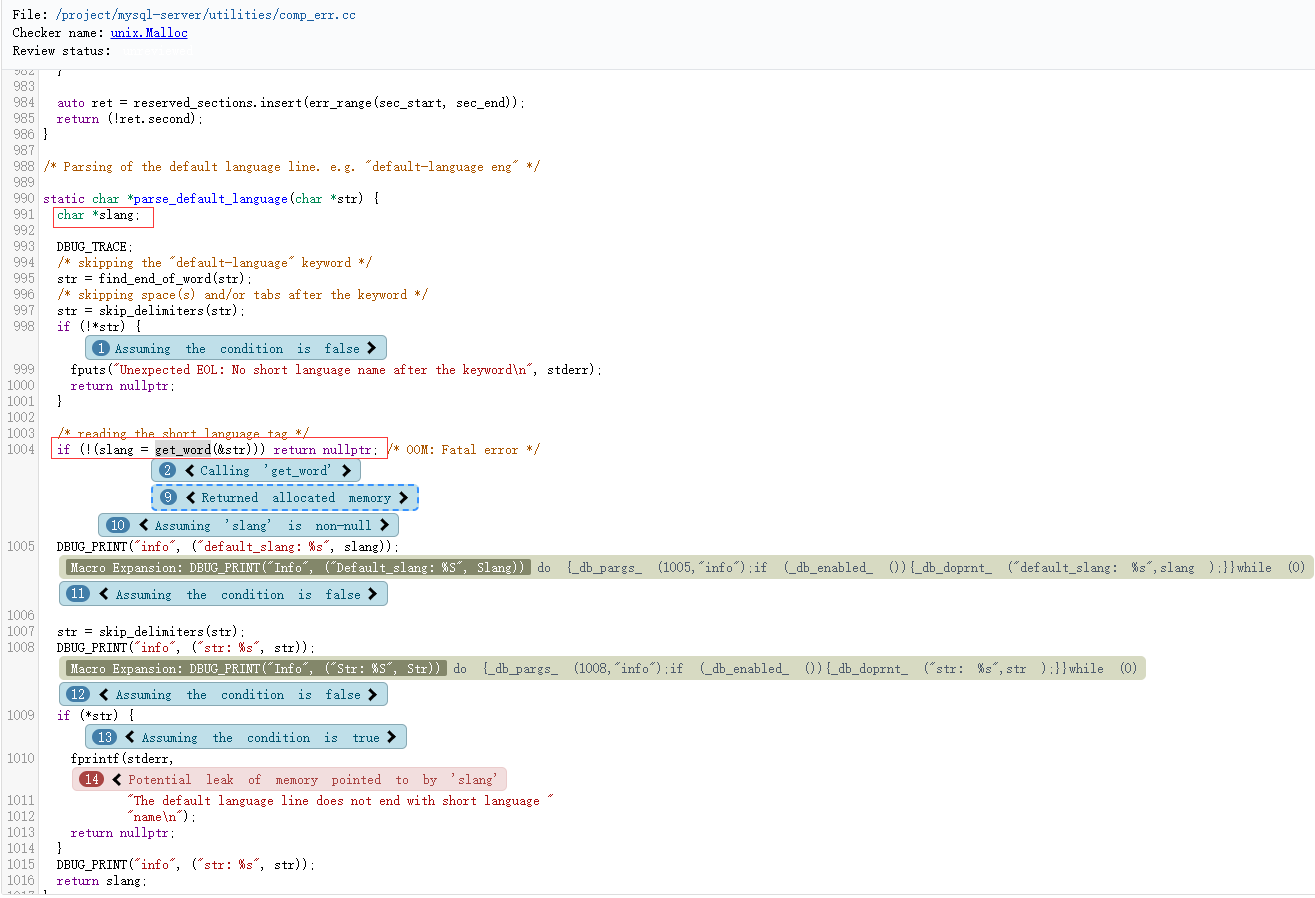 File: /project/mysql-server/utilities/comp_err.cc
Checker name: unix.Malloc
Review status:
982 }
983
984 auto ret = reserved_sections.insert(err_range(sec_start, sec_end));
985 return (!ret.second);
986 }
987
988 /* Parsing of the default language line. e.g. "default-language eng" */
989
990 static char *parse_default_language(char *str) {
991 char *slang;
992
993 DBUG_TRACE;
994 /* skipping the "default-language" keyword */
995 str = find_end_of_word(str);
996 /* skipping space(s) and/or tabs after the keyword */
997 str = skip_delimiters(str);
998 if (!*str) {
1 Assuming the condition is false >
999 fputs("Unexpected EOL: No short language name after the keyword\n", stderr);
1000 return nullptr;
1001 }
1002
1003 /* reading the short language tag */
1004 if (!(slang = get_word(&str))) return nullptr; /* OOM: Fatal error */
2 < Calling 'get_word' >
9 < Returned allocated memory >
10 < Assuming 'slang' is non-null >
1005 DBUG_PRINT("info", ("default_slang: %s", slang));
Macro Expansion: DBUG_PRINT("Info", ("Default_slang: %S", Slang)) do {_db_pargs_ (1005,"info");if (_db_enabled_ ()){_db_doprnt_ ("default_slang: %s",slang );}}while (0)
11 < Assuming the condition is false >
1006
1007 str = skip_delimiters(str);
1008 DBUG_PRINT("info", ("str: %s", str));
Macro Expansion: DBUG_PRINT("Info", ("Str: %S", Str)) do {_db_pargs_ (1008,"info");if (_db_enabled_ ()){_db_doprnt_ ("str: %s",str );}}while (0)
12 < Assuming the condition is false >
1009 if (*str) {
13 < Assuming the condition is true >
1010 fprintf(stderr,
14 < Potential leak of memory pointed to by 'slang'
1011 "The default language line does not end with short language "
1012 "name\n");
1013 return nullptr;
1014 }
1015 DBUG_PRINT("info", ("str: %s", str));
1016 return slang;
1017 }